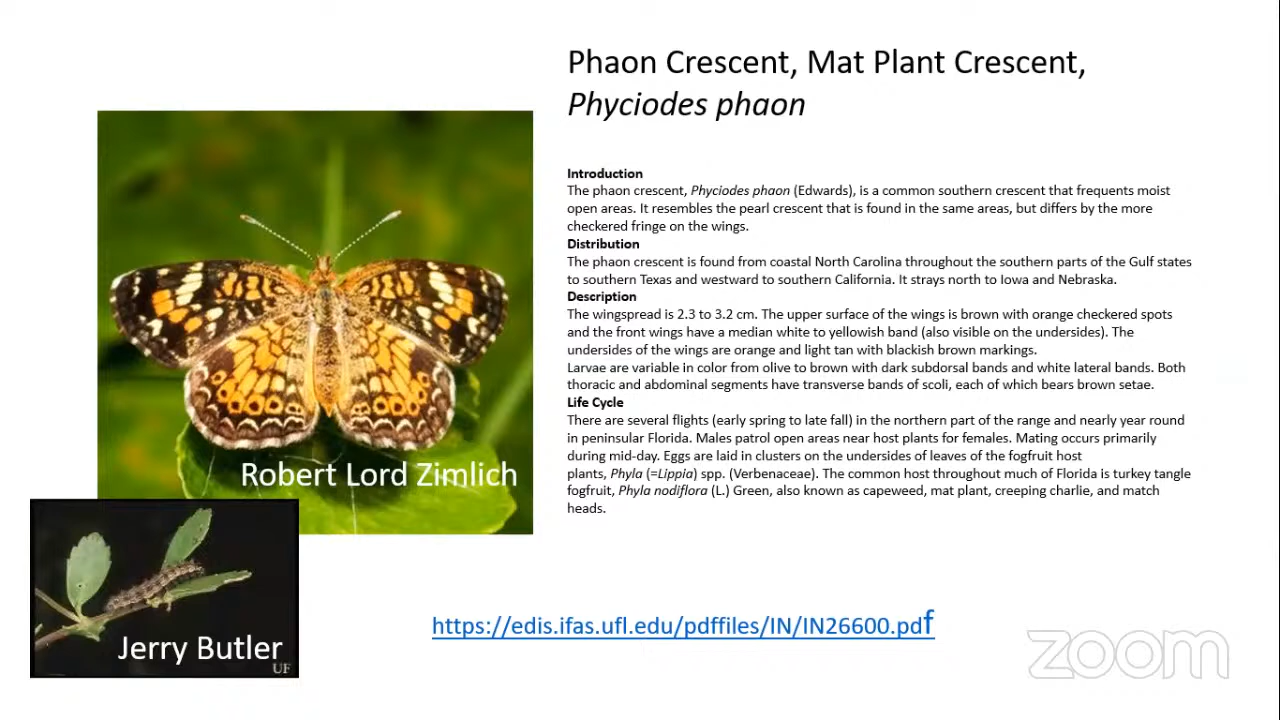 Phaon Crescent, Mat Plant Crescent,
Phyciodes phaon
Introduction
The phaon crescent, Phyciodes phaon (Edwards), is a common southern crescent that frequents moist
open areas. It resembles the pearl crescent that is found in the same areas, but differs by the more
checkered fringe on the wings.
Distribution
The phaon crescent is found from coastal North Carolina throughout the southern parts of the Gulf states
to southern Texas and westward to southern California. It strays north to Iowa and Nebraska.
Description
The wingspread is 2.3 to 3.2 cm. The upper surface of the wings is brown with orange checkered spots
and the front wings have a median white to yellowish band (also visible on the undersides). The
undersides of the wings are orange and light tan with blackish brown markings.
Larvae are variable in color from olive to brown with dark subdorsal bands and white lateral bands. Both
thoracic and abdominal segments have transverse bands of scoli, each of which bears brown setae.
Life Cycle
There are several flights (early spring to late fall) in the northern part of the range and nearly year round
in peninsular Florida. Males patrol open areas near host plants for females. Mating occurs primarily
during mid-day. Eggs are laid in clusters on the undersides of leaves of the fogfruit host
plants, Phyla (=Lippia) spp. (Verbenaceae). The common host throughout much of Florida is turkey tangle
fogfruit, Phyla nodiflora (L.) Green, also known as capeweed, mat plant, creeping charlie, and match
heads.
Robert Lord Zimlich
Jerry Butler
UF
https://edis.ifas.ufl.edu/pdffiles/IN/IN26600.pdf
zoom